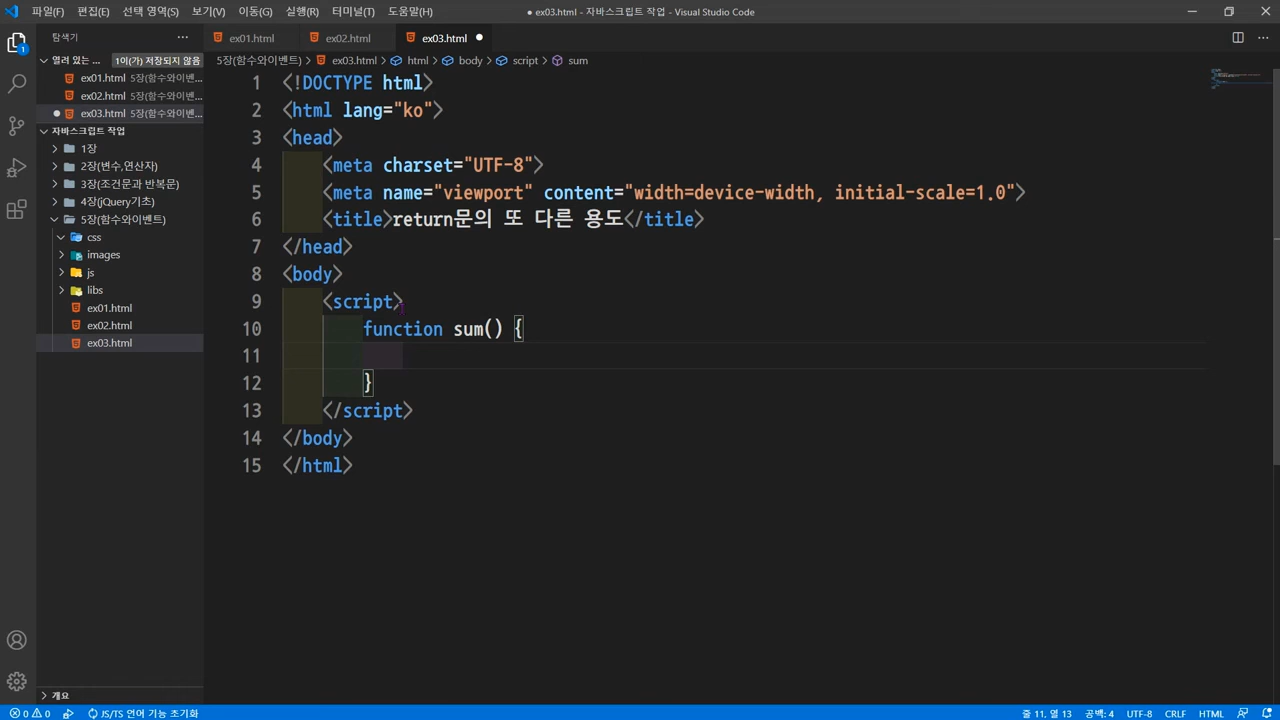 파일(F) 편집(E) 선택 영역(S) 보기(V) 이동(G) 실행(R) 터미널(T) 도움말(H) ● ex03.html - 자바스크립트 작업 - Visual Studio Code
탐색기 ... ex01.html ex02.html ex03.html ●
열려 있는 ... 1이(가) 저장되지 않음 5장(함수와이벤트) > ex03.html > html > body > script > sum
ex01.html 5장(함수와이벤...
ex02.html 5장(함수와이벤...
● ex03.html 5장(함수와이벤...
자바스크립트 작업
1장
2장(변수,연산자)
3장(조건문과 반복문)
4장(jQuery기초)
5장(함수와이벤트)
css
images
js
libs
ex01.html
ex02.html
ex03.html
1 <!DOCTYPE html>
2 <html lang="ko">
3 <head>
4 <meta charset="UTF-8">
5 <meta name="viewport" content="width=device-width, initial-scale=1.0">
6 <title>return문의 또 다른 용도</title>
7 </head>
8 <body>
9 <script>
10 function sum() {
11
12 }
13 </script>
14 </body>
15 </html>
1
개요
0 0 JS/TS 언어 기능 초기화 줄 11, 열 13 공백: 4 UTF-8 CRLF HTML